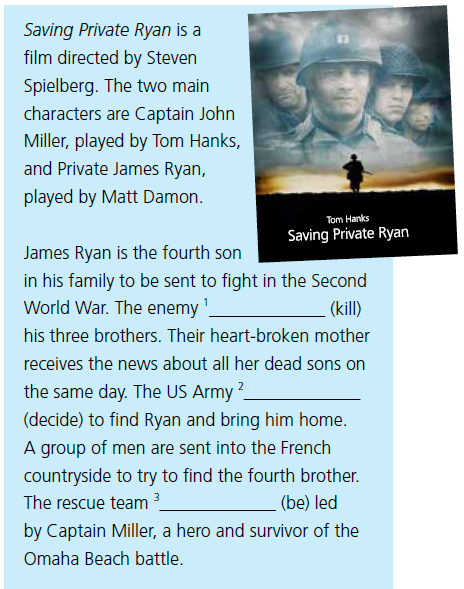 Saving Private Ryan is a
film directed by Steven
Spielberg. The two main
characters are Captain John
Miller, played by Tom Hanks,
and Private James Ryan,
played by Matt Damon.
Tom Hanks
Saving Private Ryan
James Ryan is the fourth son
in his family to be sent to fight in the Second
World War. The enemy 1____________ (kill)
his three brothers. Their heart-broken mother
receives the news about all her dead sons on
the same day. The US Army 2____________
(decide) to find Ryan and bring him home.
A group of men are sent into the French
countryside to try to find the fourth brother.
The rescue team 3____________ (be) led
by Captain Miller, a hero and survivor of the
Omaha Beach battle.